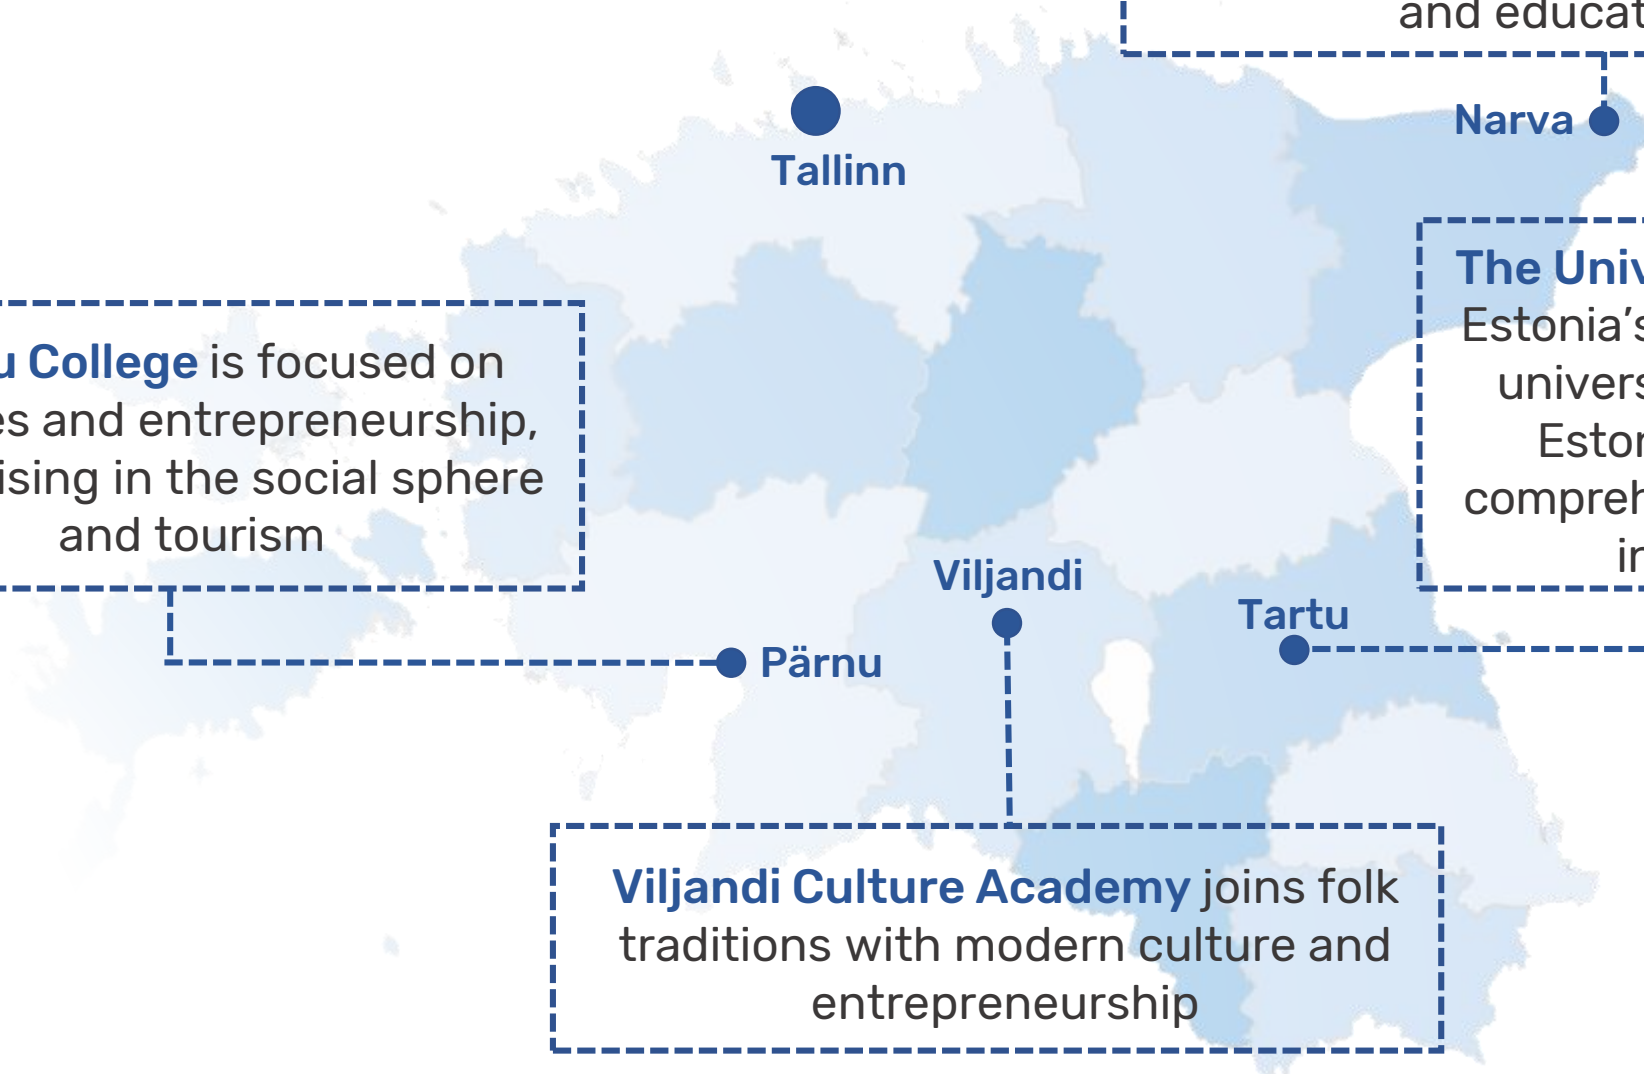 and educat
Narva
Tallinn
The Univ
Estonia's
univers
Eston
compreh
in
u College is focused on
es and entrepreneurship,
ising in the social sphere
and tourism
Viljandi
Tartu
Pärnu
Viljandi Culture Academy joins folk
traditions with modern culture and
entrepreneurship